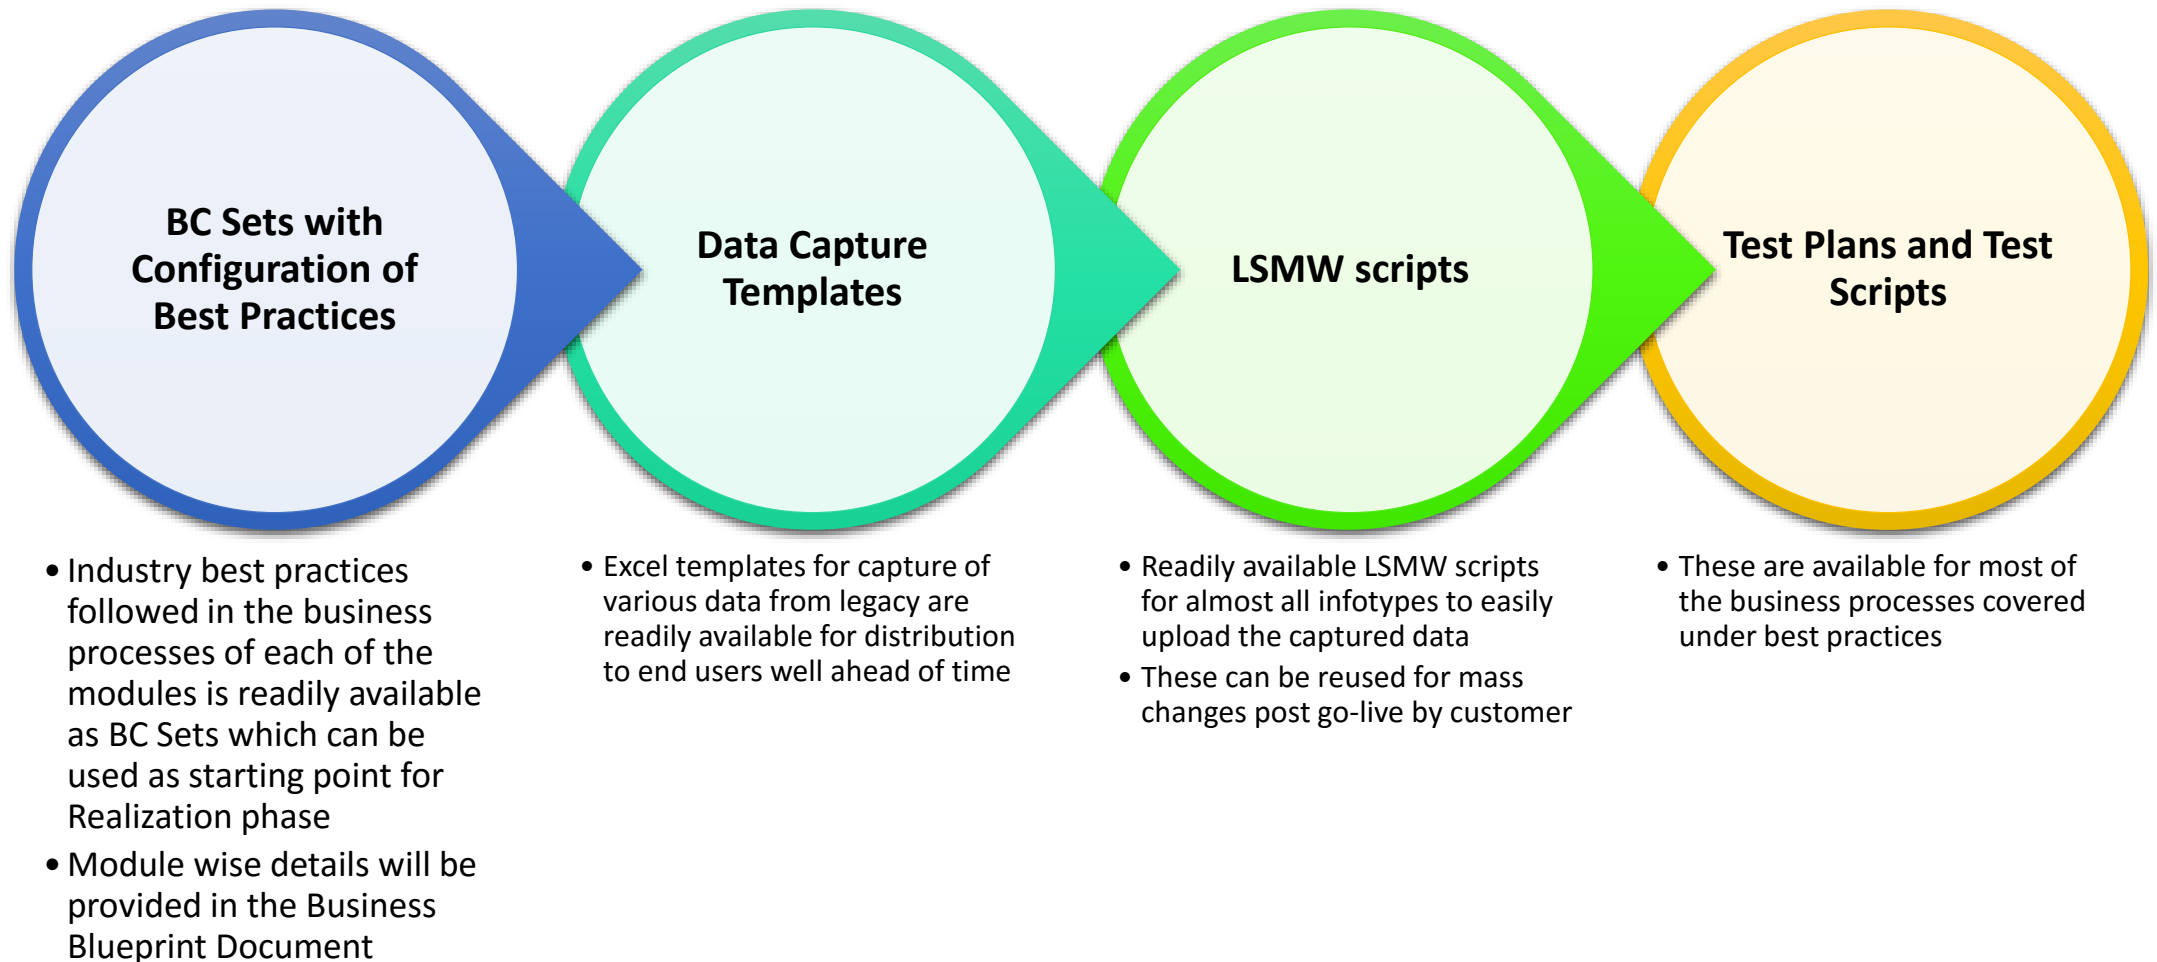 BC Sets with
Configuration of
Best Practices
Data Capture
Templates
LSMW scripts
Test Plans and Test
Scripts
• Industry best practices
followed in the business
processes of each of the
modules is readily available
as BC Sets which can be
used as starting point for
Realization phase
• Module wise details will be
provided in the Business
Blueprint Document
• Excel templates for capture of
various data from legacy are
readily available for distribution
to end users well ahead of time
• Readily available LSMW scripts
for almost all infotypes to easily
upload the captured data
• These can be reused for mass
changes post go-live by customer
• These are available for most of
the business processes covered
under best practices